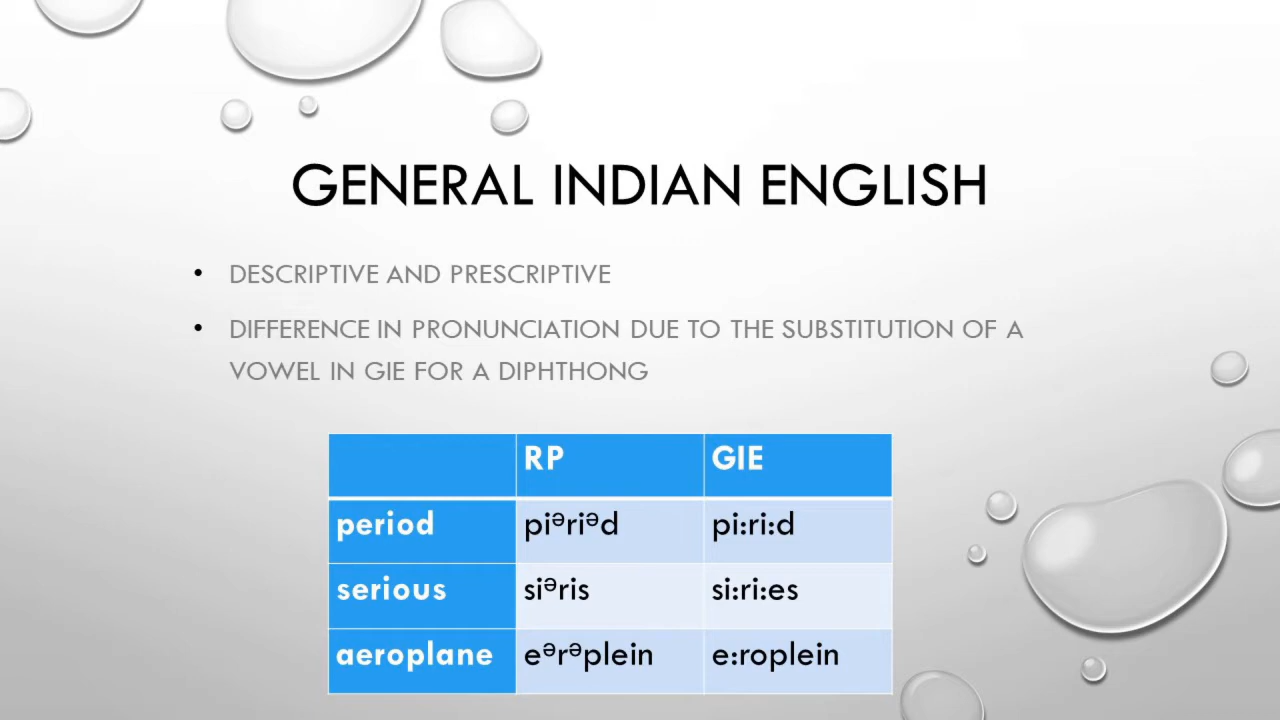 GENERAL INDIAN ENGLISH
• DESCRIPTIVE AND PRESCRIPTIVE
• DIFFERENCE IN PRONUNCIATION DUE TO THE SUBSTITUTION OF A
VOWEL IN GIE FOR A DIPHTHONG
RP GIE
period piᵊriᵊd pi:ri:d
serious siᵊris si:ri:es
aeroplane eᵊrᵊplein e:roplein